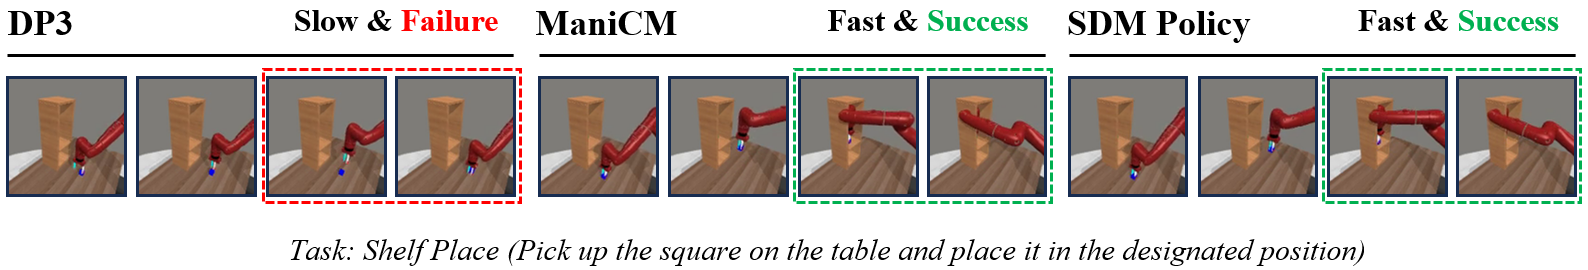 DP3 Slow & Failure ManiCM Fast & Success SDM Policy Fast & Success
Task: Shelf Place (Pick up the square on the table and place it in the designated position)